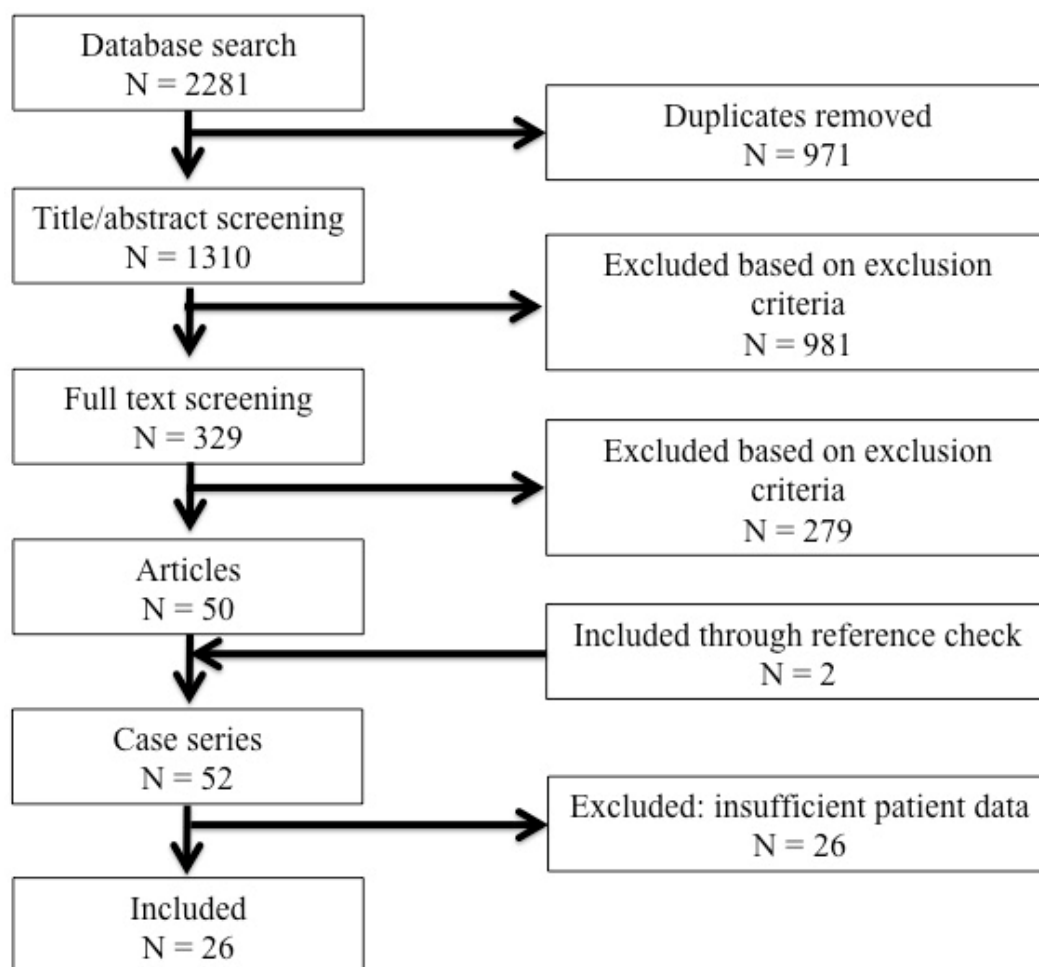 Database search
N = 2281
Duplicates removed
N = 971
Title/abstract screening
N = 1310
Excluded based on exclusion
criteria
N = 981
Full text screening
N = 329
Excluded based on exclusion
criteria
N = 279
Articles
N = 50
Included through reference check
N = 2
Case series
N = 52
Excluded: insufficient patient data
N = 26
Included
N = 26